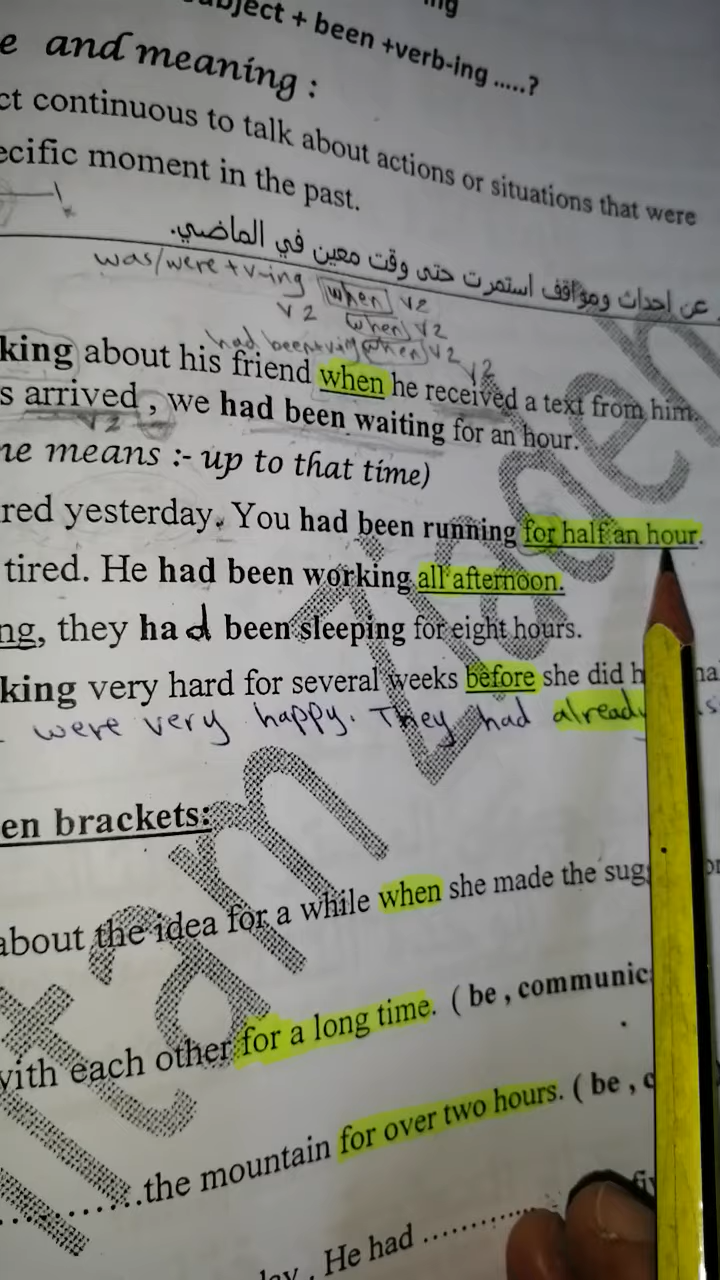 ing
subject + been +verb-ing .....?
e and meaning :
ct continuous to talk about actions or situations that were
ecific moment in the past.
عن احداث ومواقف استمرت حتى وقت معين في الماضي.
was/were + v-ing when v2
v2 when v2
had been+ving when v2
king about his friend when he received a text from him.
v2
s arrived , we had been waiting for an hour.
v2
ne means :- up to that time)
red yesterday. You had been running for half an hour.
tired. He had been working all afternoon.
ng, they had been sleeping for eight hours.
king very hard for several weeks before she did h
were very happy. They had already
en brackets:
about the idea for a while when she made the sug
with each other for a long time. ( be , communic
..........the mountain for over two hours. ( be , c
He had ............